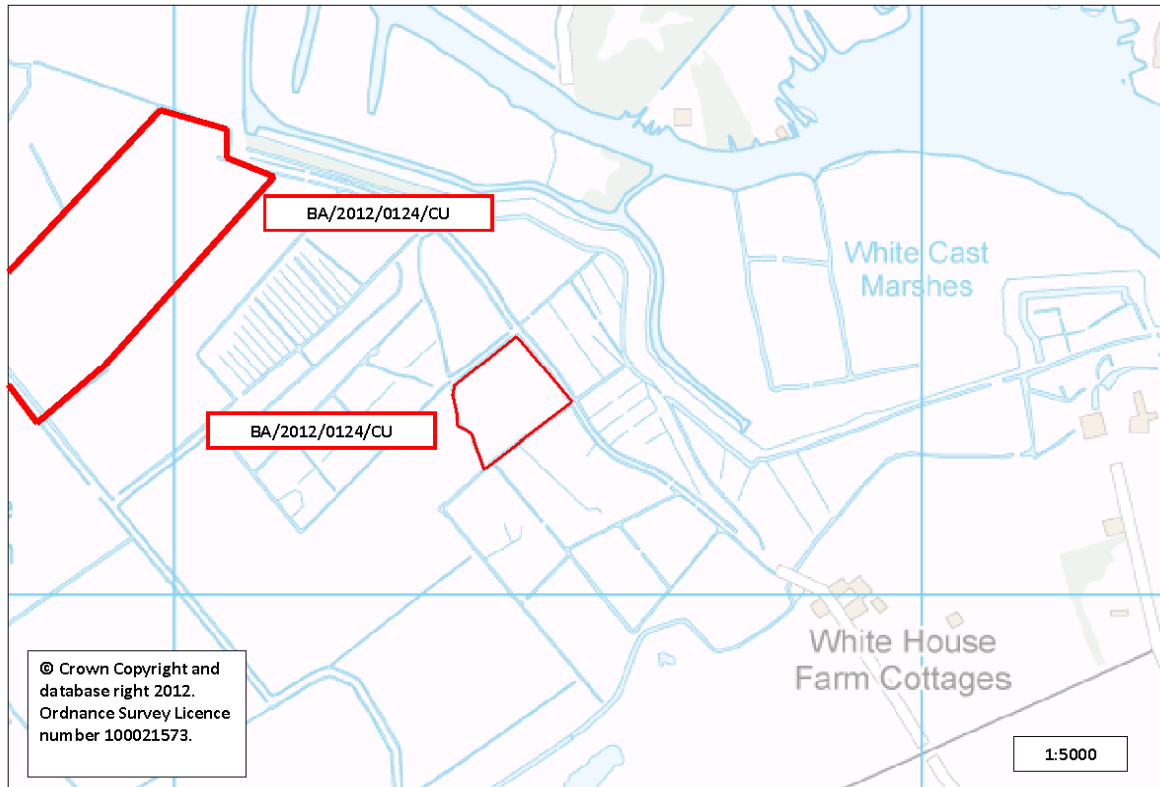 BA/2012/0124/CU
White Cast
Marshes
BA/2012/0124/CU
White House
Farm Cottages
© Crown Copyright and
database right 2012.
Ordnance Survey Licence
number 100021573.
1:5000